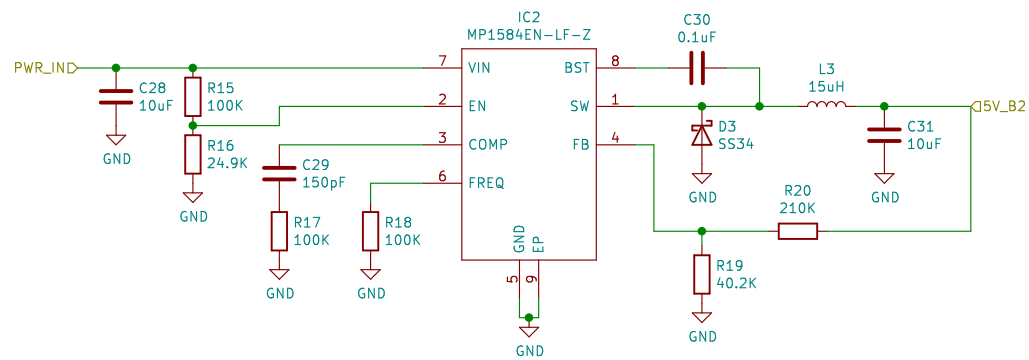 IC2
MP1584EN-LF-Z
C30
0.1uF
PWR_IN
7
VIN
BST
8
L3
15uH
C28
10uF
R15
100K
2
EN
SW
1
5V_B2
D3
SS34
C31
10uF
R16
24.9K
3
COMP
FB
4
GND
C29
150pF
6
FREQ
GND
GND
GND
R20
210K
R17
100K
R18
100K
GND
EP
R19
40.2K
5
9
GND
GND
GND
GND